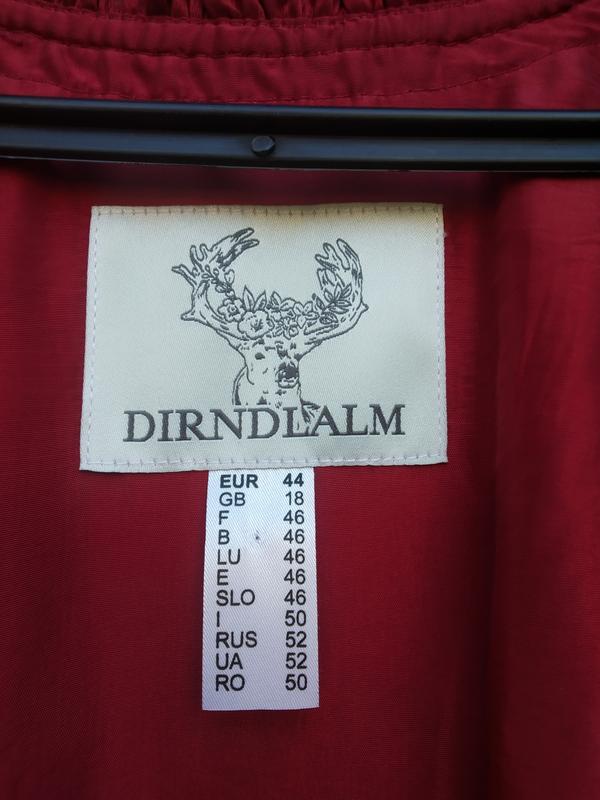 DIRNDLALM
EUR 44
GB 18
F 46
B 46
LU 46
E 46
SLO 46
I 50
RUS 52
UA 52
RO 50